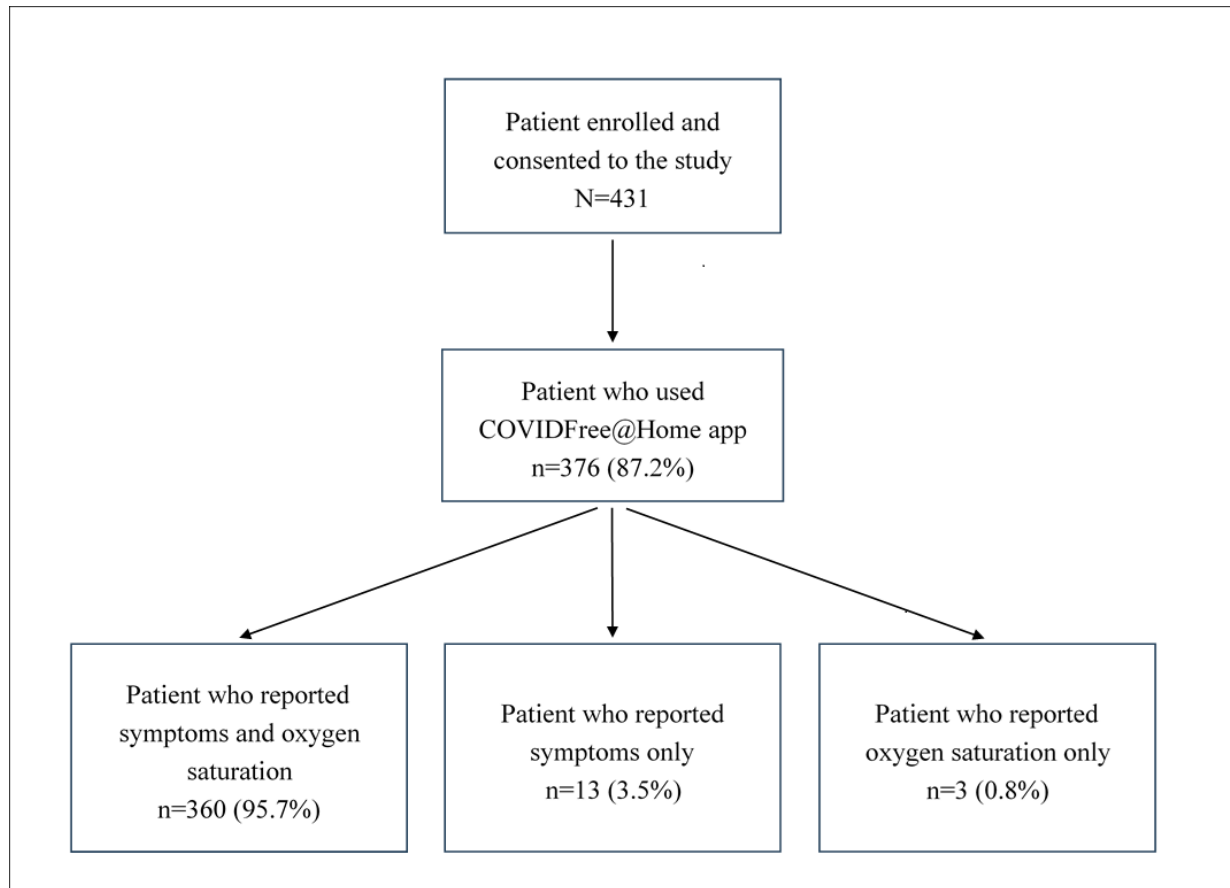 Patient enrolled and
consented to the study
N=431
Patient who used
COVIDFree@Home app
n=376 (87.2%)
Patient who reported
symptoms and oxygen
saturation
n=360 (95.7%)
Patient who reported
symptoms only
n=13 (3.5%)
Patient who reported
oxygen saturation only
n=3 (0.8%)